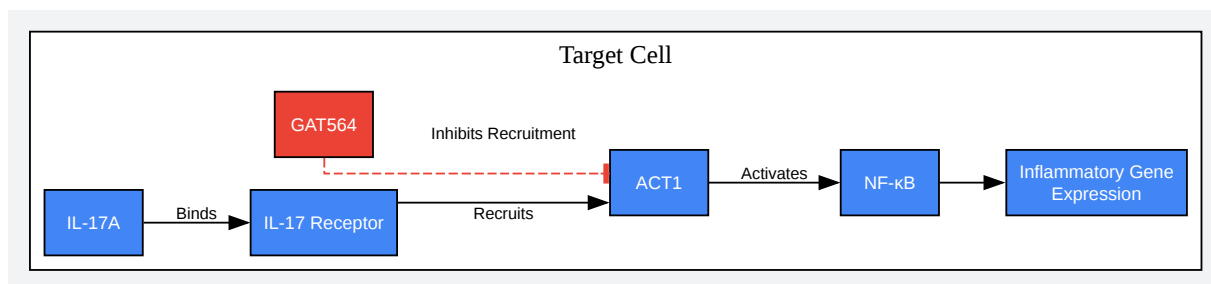 Target Cell
GAT564
Inhibits Recruitment
IL-17A
Binds
IL-17 Receptor
Recruits
ACT1
Activates
NF-κB
Inflammatory Gene
Expression